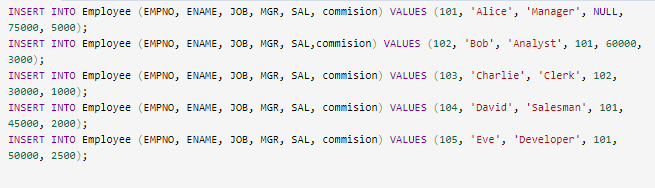 INSERT INTO Employee (EMPNO, ENAME, JOB, MGR, SAL, commision) VALUES (101, 'Alice', 'Manager', NULL,
75000, 5000);
INSERT INTO Employee (EMPNO, ENAME, JOB, MGR, SAL,commision) VALUES (102, 'Bob', 'Analyst', 101, 60000,
3000);
INSERT INTO Employee (EMPNO, ENAME, JOB, MGR, SAL, commision) VALUES (103, 'Charlie', 'Clerk', 102,
30000, 1000);
INSERT INTO Employee (EMPNO, ENAME, JOB, MGR, SAL, commision) VALUES (104, 'David', 'Salesman', 101,
45000, 2000);
INSERT INTO Employee (EMPNO, ENAME, JOB, MGR, SAL, commision) VALUES (105, 'Eve', 'Developer', 101,
50000, 2500);